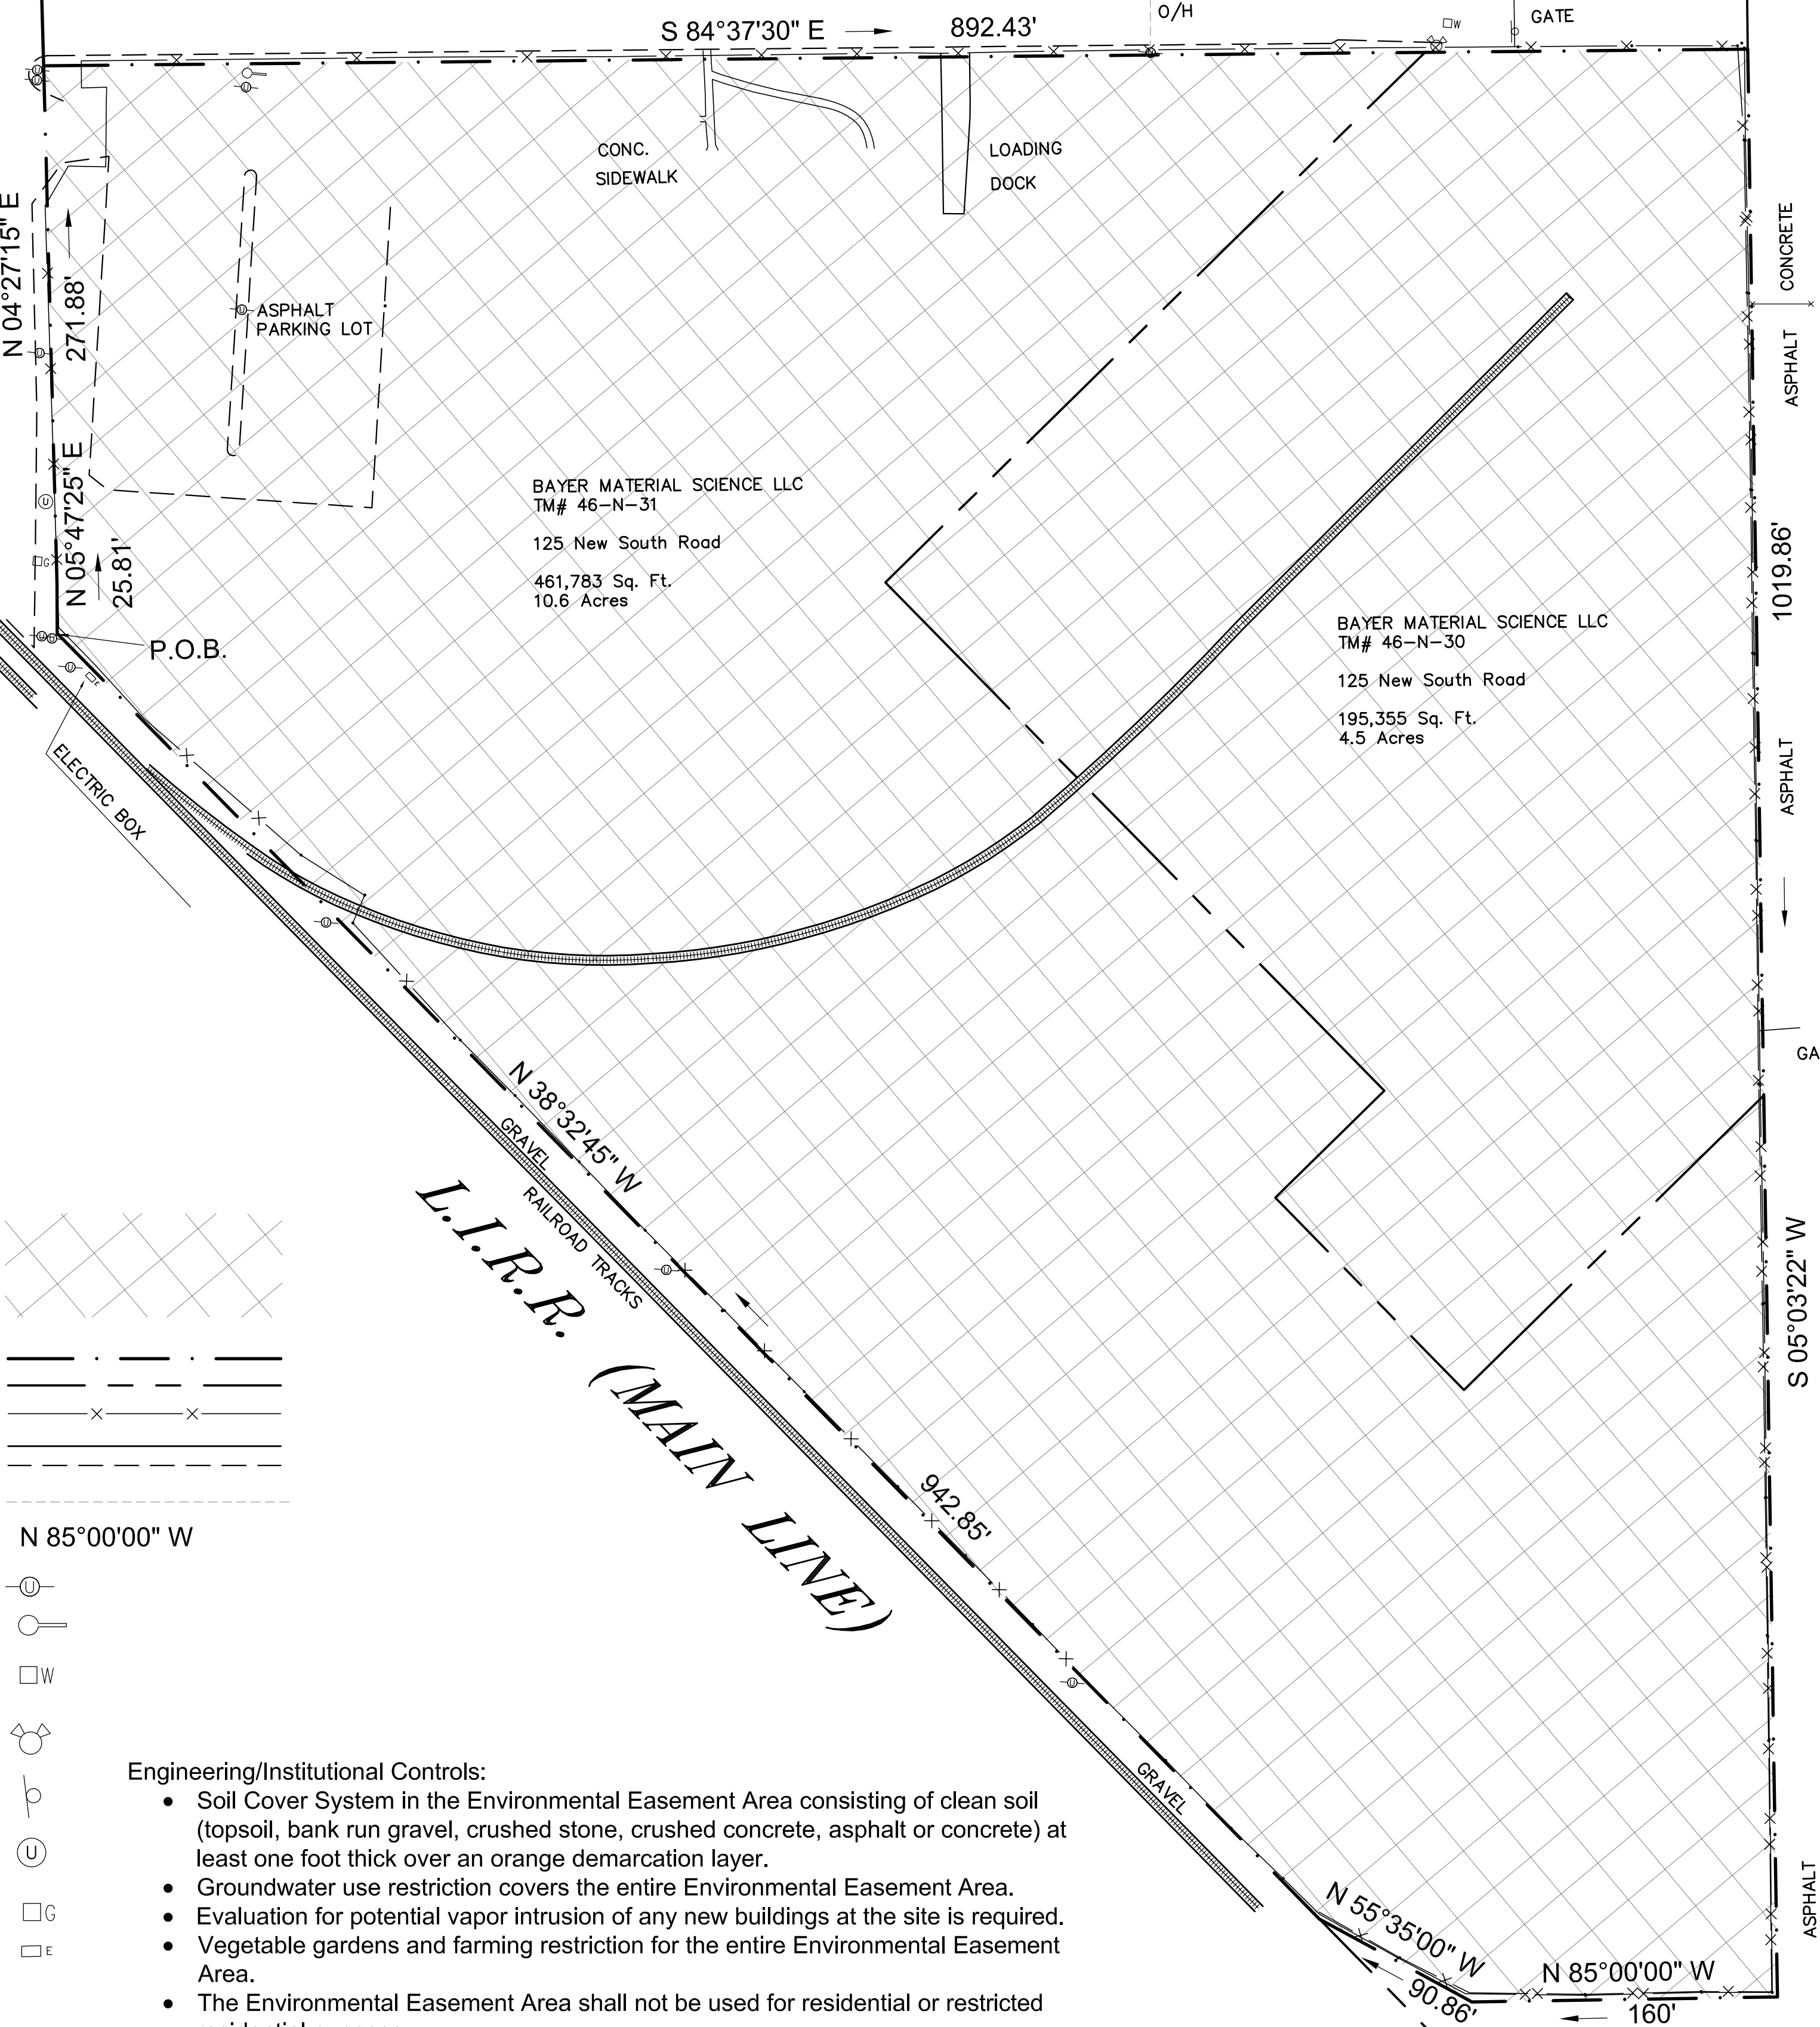 S 84°37'30" E 892.43'
O/H
W
GATE
CONC.
SIDEWALK
LOADING
DOCK
N 04°27'15" E
271.88'
CONCRETE
ASPHALT
ASPHALT
PARKING LOT
N 05°47'25" E
25.81'
G
BAYER MATERIAL SCIENCE LLC
TM# 46-N-31
125 New South Road
461,783 Sq. Ft.
10.6 Acres
1019.86'
BAYER MATERIAL SCIENCE LLC
TM# 46-N-30
125 New South Road
195,355 Sq. Ft.
4.5 Acres
P.O.B.
E
ELECTRIC BOX
ASPHALT
GA
N 38°32'45" W
GRAVEL
RAILROAD TRACKS
L.I.R.R. (MAIN LINE)
S 05°03'22" W
942.85'
N 85°00'00" W
U
W
U
G
E
GRAVEL
ASPHALT
N 55°35'00" W
90.86'
N 85°00'00" W
160'
Engineering/Institutional Controls:
• Soil Cover System in the Environmental Easement Area consisting of clean soil
(topsoil, bank run gravel, crushed stone, crushed concrete, asphalt or concrete) at
least one foot thick over an orange demarcation layer.
• Groundwater use restriction covers the entire Environmental Easement Area.
• Evaluation for potential vapor intrusion of any new buildings at the site is required.
• Vegetable gardens and farming restriction for the entire Environmental Easement
Area.
• The Environmental Easement Area shall not be used for residential or restricted